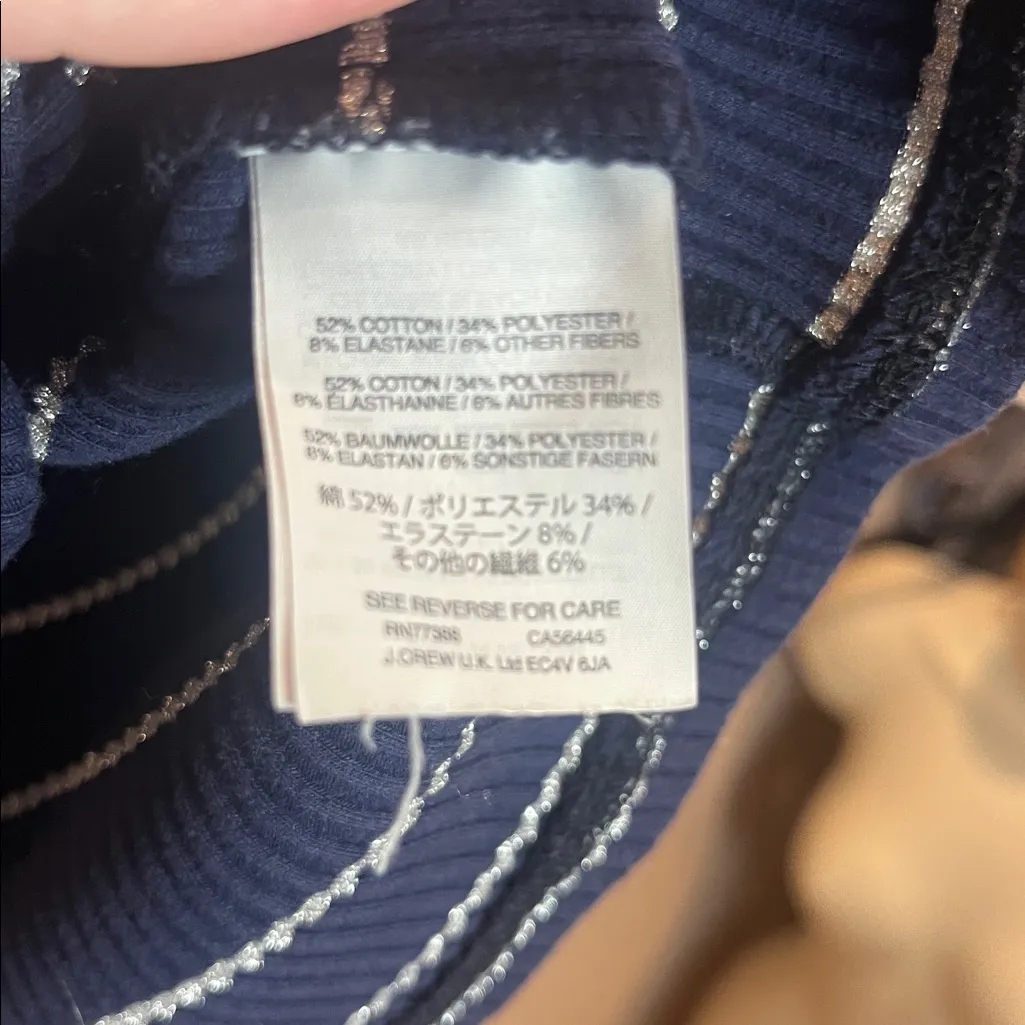 52% COTTON / 34% POLYESTER /
8% ELASTANE / 6% OTHER FIBERS
52% COTON / 34% POLYESTER /
8% ÉLASTHANNE / 6% AUTRES FIBRES
52% BAUMWOLLE / 34% POLYESTER /
8% ELASTAN / 6% SONSTIGE FASERN
綿 52% / ポリエステル 34% /
エラステーン 8% /
その他の繊維 6%
SEE REVERSE FOR CARE
RN77388 CA56445
J.CREW U.K. Ltd EC4V 6JA